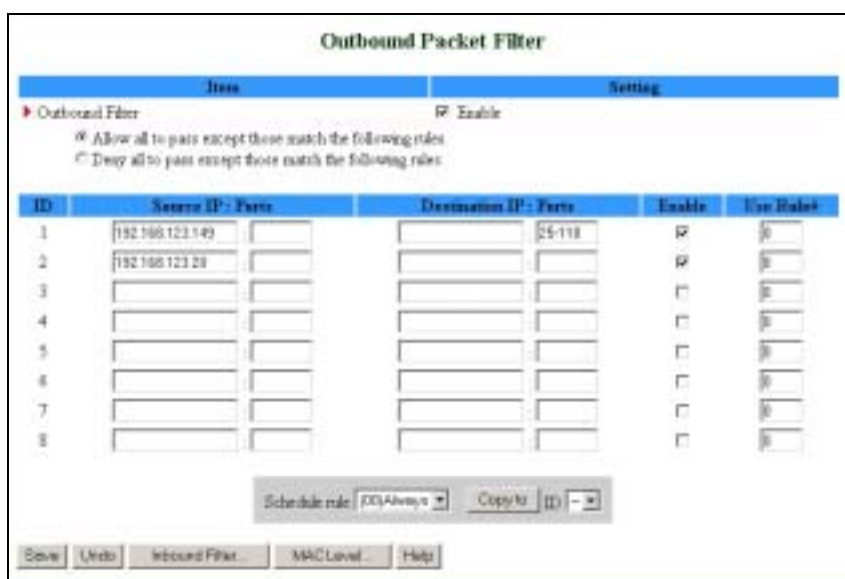 Outbound Packet Filter
Item Setting
Outbound Filter Enable
Allow all to pass except those match the following rules
Deny all to pass except those match the following rules
ID Source IP : Ports Destination IP : Ports Enable Use Rule#
1 192.168.123.149 : : 25-110 0
2 192.168.123.20 : : 0
3 : : 0
4 : : 0
5 : : 0
6 : : 0
7 : : 0
8 : : 0
Schedule rule (00)Always Copy to ID --
Save Undo Inbound Filter... MAC Level... Help